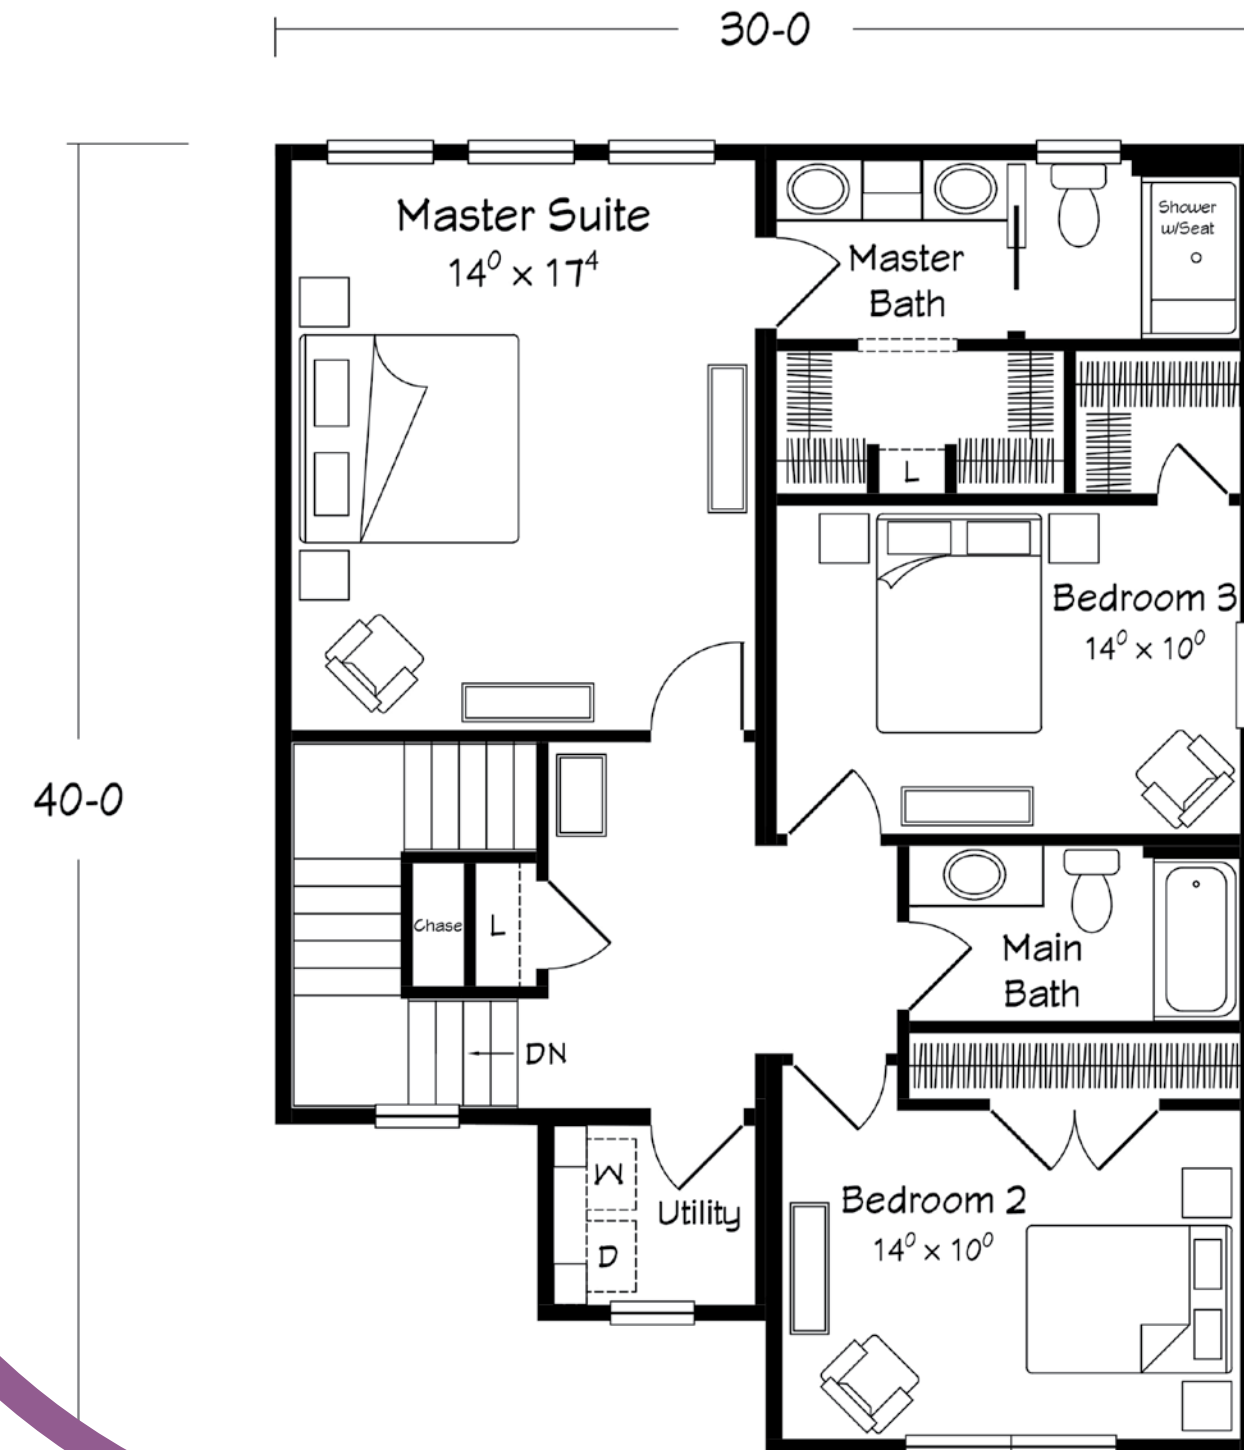 30-0
Master Suite
14⁰ x 17⁴
Shower
w/Seat
Master
Bath
L
Bedroom 3
14⁰ x 10⁰
40-0
Chase
L
Main
Bath
DN
W
Utility
D
Bedroom 2
14⁰ x 10⁰